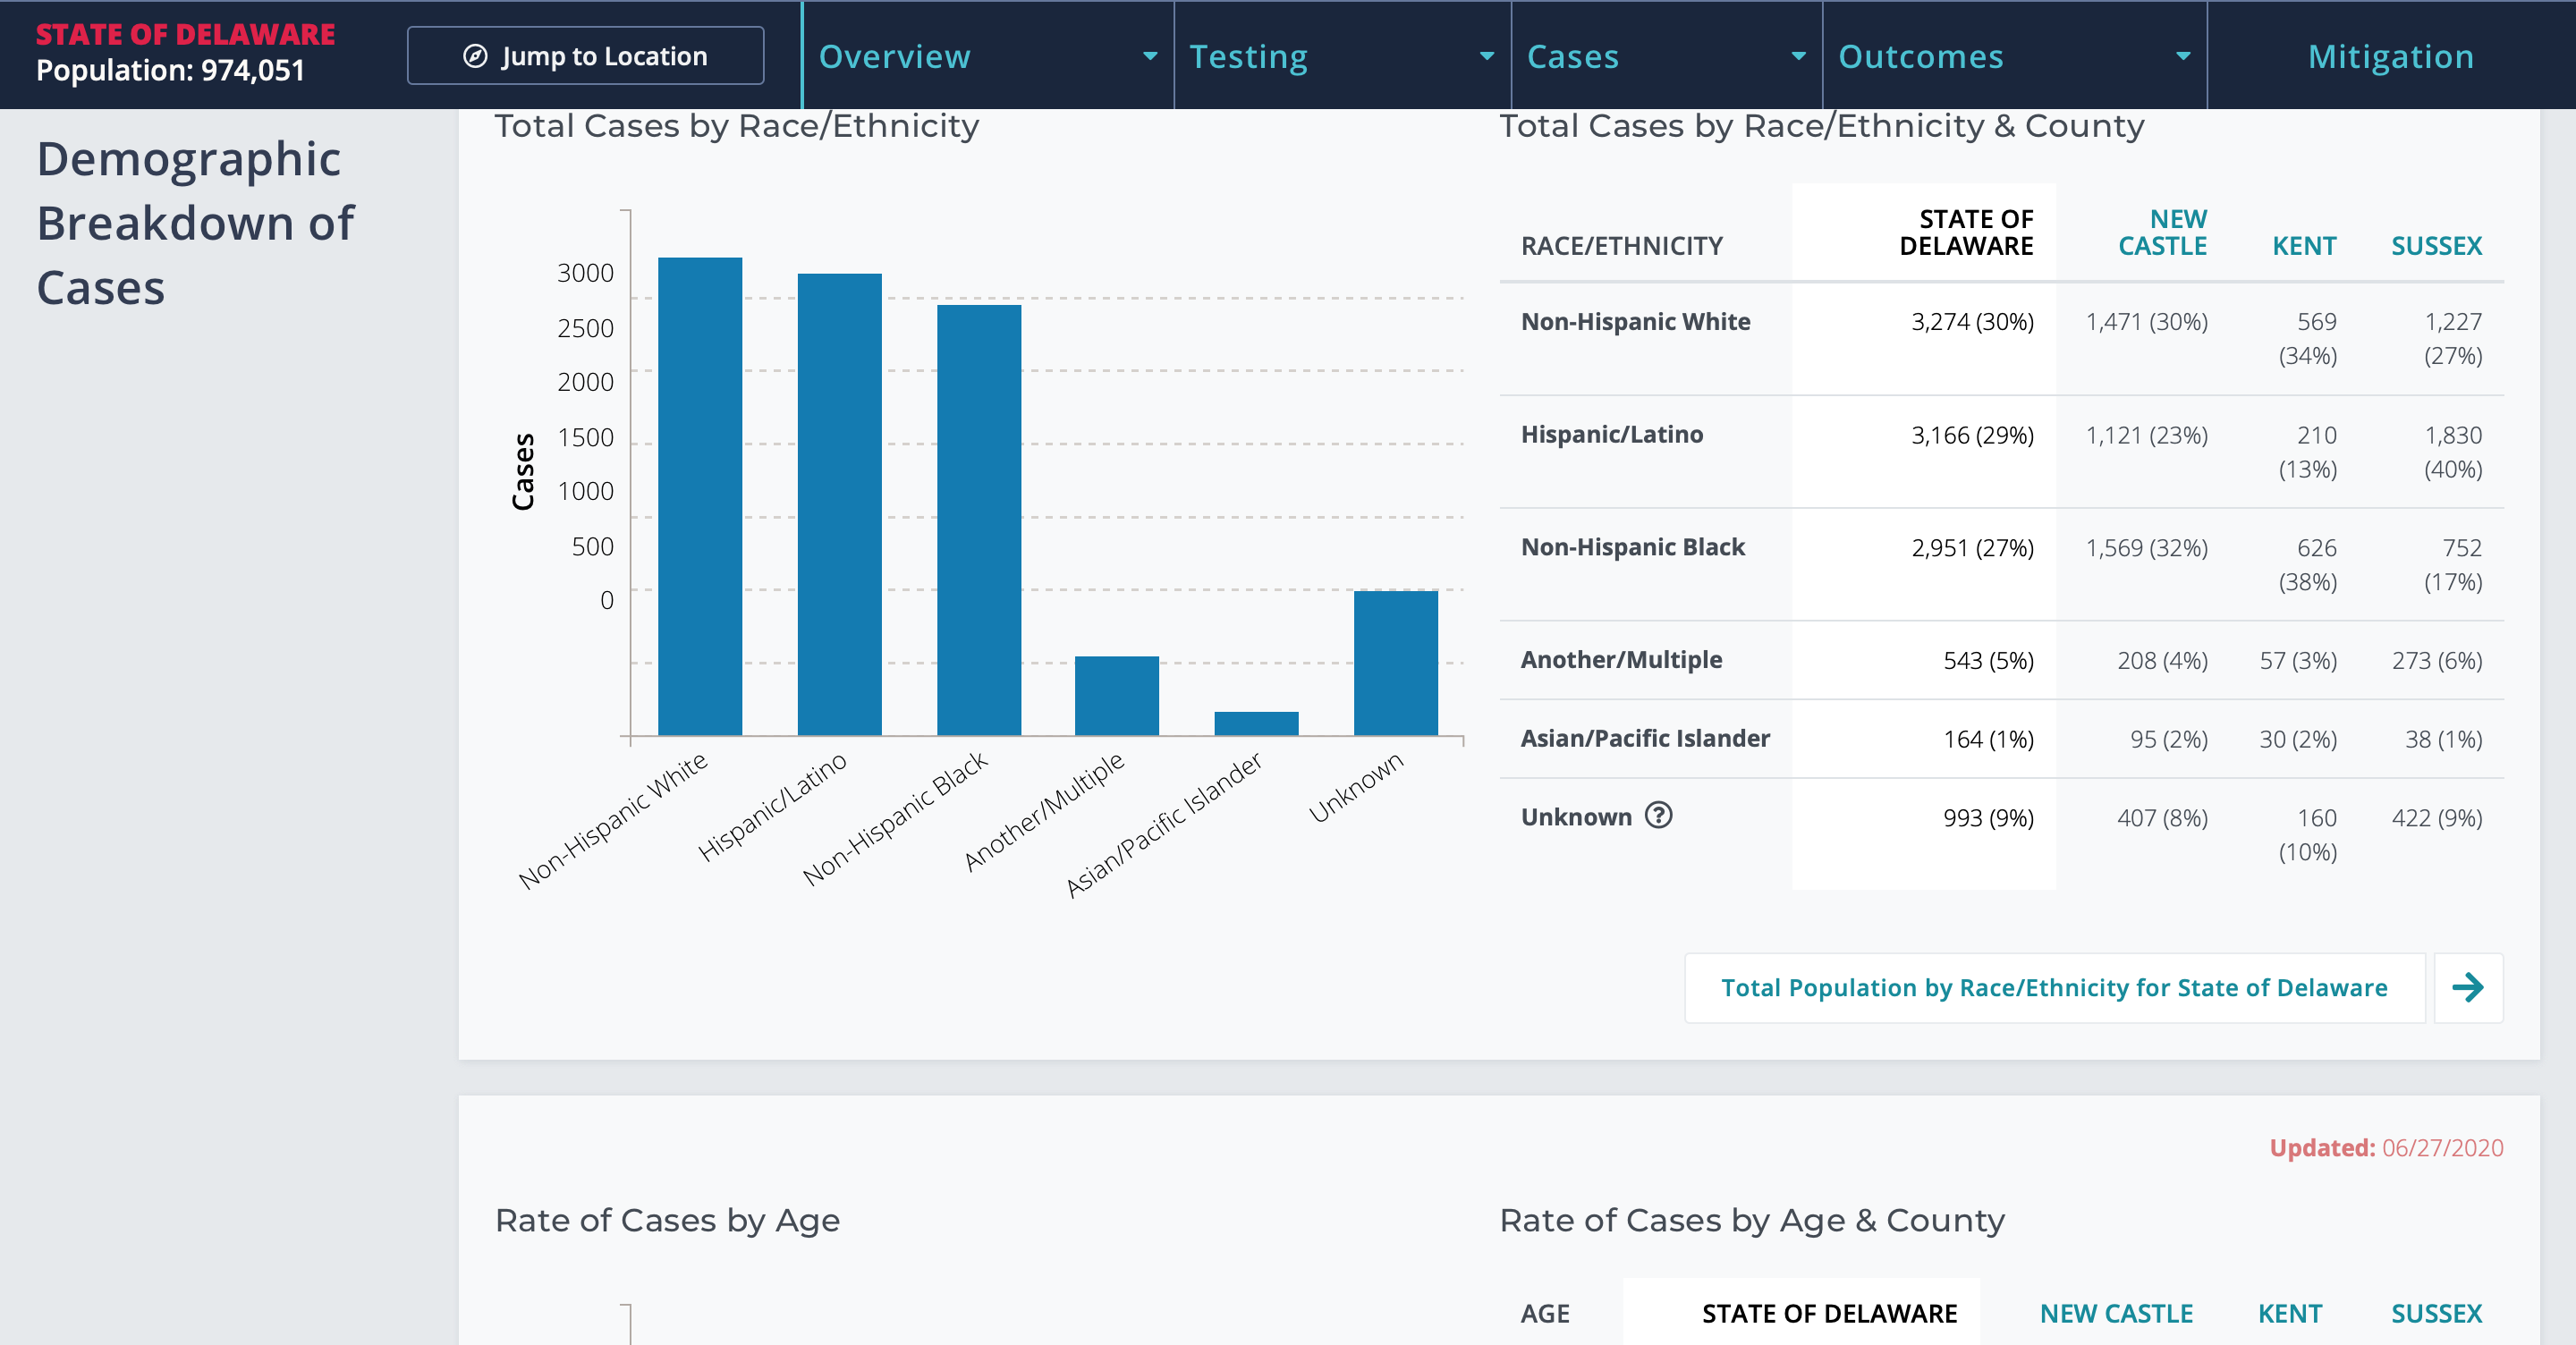 STATE OF DELAWARE
Population: 974,051
Jump to Location
Overview
Testing
Cases
Outcomes
Mitigation
Demographic
Breakdown of
Cases
Total Cases by Race/Ethnicity
3000
2500
2000
1500
1000
500
0
Cases
Non-Hispanic White
Hispanic/Latino
Non-Hispanic Black
Another/Multiple
Asian/Pacific Islander
Unknown
Total Cases by Race/Ethnicity & County
RACE/ETHNICITY
STATE OF
DELAWARE
NEW
CASTLE
KENT
SUSSEX
Non-Hispanic White 3,274 (30%) 1,471 (30%) 569 1,227
(34%) (27%)
Hispanic/Latino 3,166 (29%) 1,121 (23%) 210 1,830
(13%) (40%)
Non-Hispanic Black 2,951 (27%) 1,569 (32%) 626 752
(38%) (17%)
Another/Multiple 543 (5%) 208 (4%) 57 (3%) 273 (6%)
Asian/Pacific Islander 164 (1%) 95 (2%) 30 (2%) 38 (1%)
Unknown ? 993 (9%) 407 (8%) 160 422 (9%)
(10%)
Total Population by Race/Ethnicity for State of Delaware
Updated: 06/27/2020
Rate of Cases by Age
Rate of Cases by Age & County
AGE STATE OF DELAWARE NEW CASTLE KENT SUSSEX